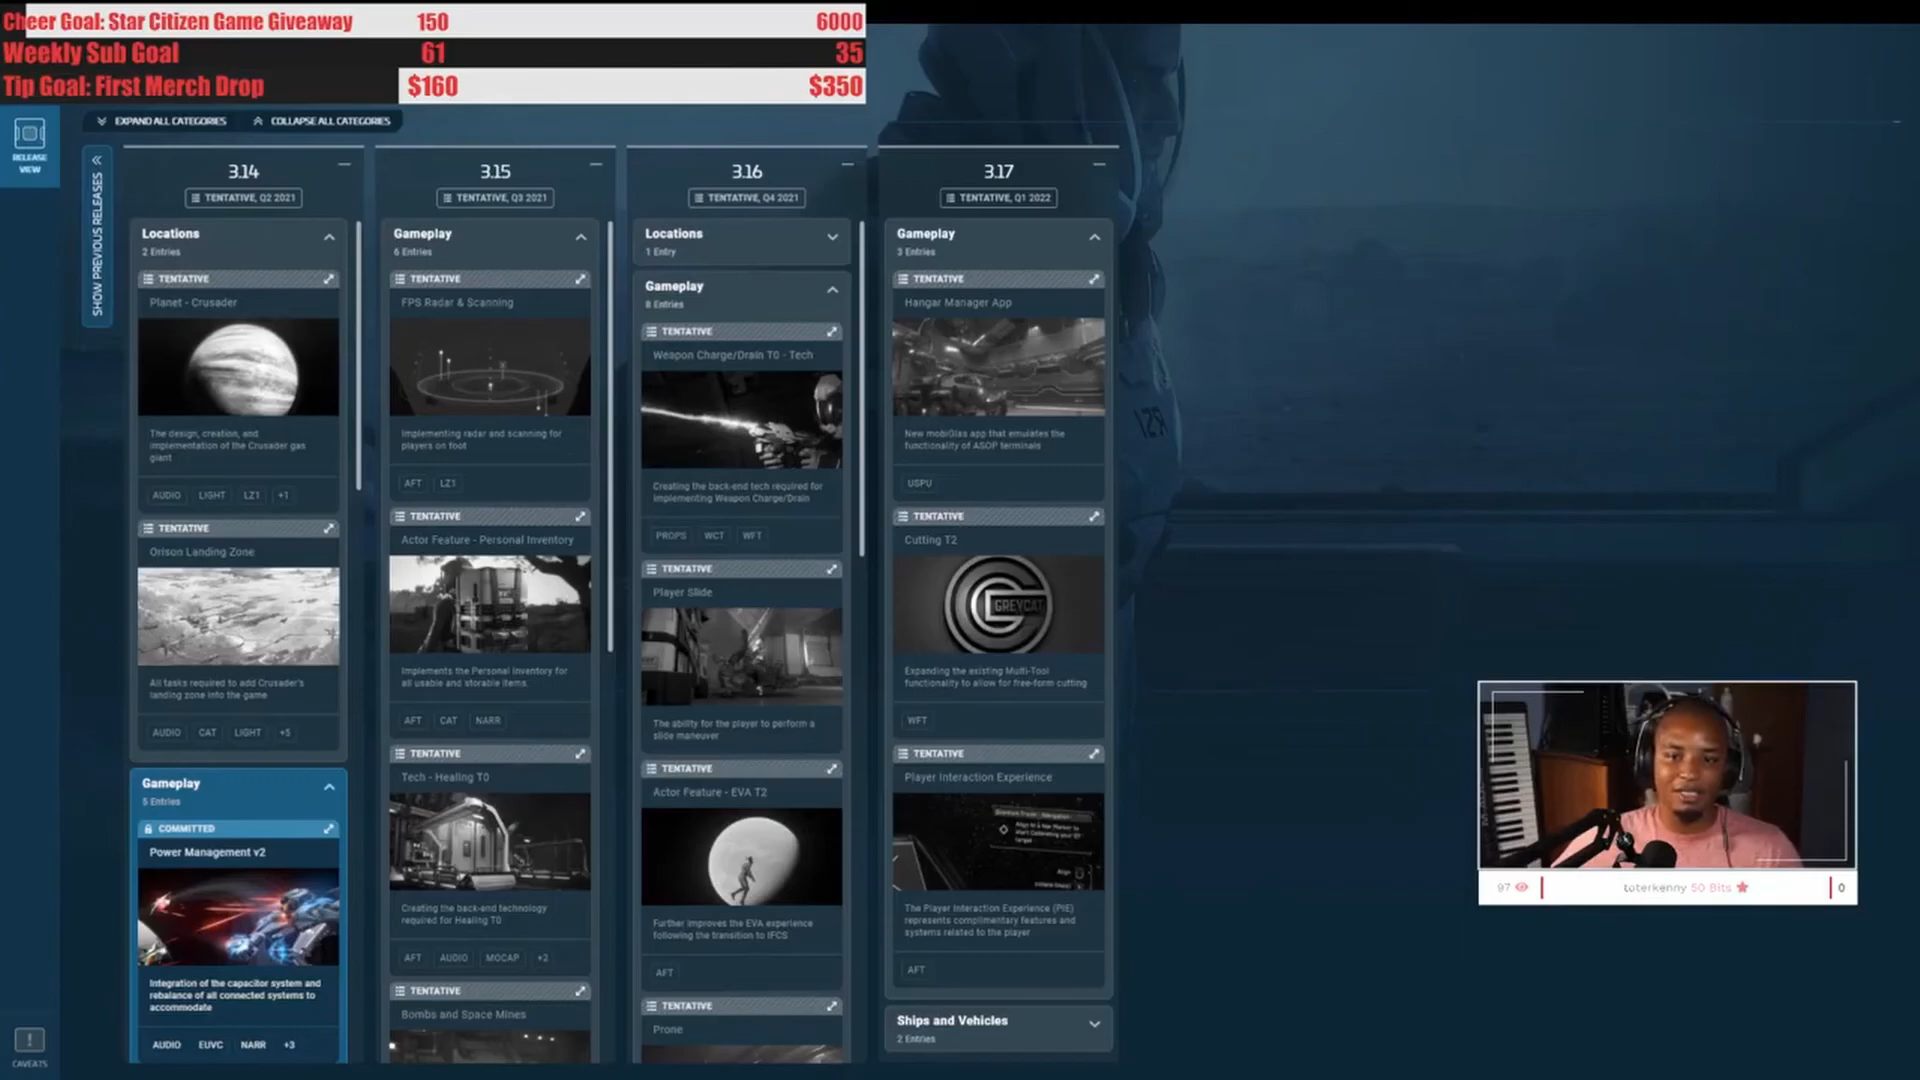 Cheer Goal: Star Citizen Game Giveaway 150 6000
Weekly Sub Goal 61 35
Tip Goal: First Merch Drop $160 $350
EXPAND ALL CATEGORIES COLLAPSE ALL CATEGORIES
RELEASE VIEW
SHOW PREVIOUS RELEASES
3.14
TENTATIVE, Q2 2021
Locations
2 Entries
TENTATIVE
Planet - Crusader
The design, creation, and
implementation of the Crusader gas
giant
AUDIO LIGHT LZ1 +1
TENTATIVE
Orison Landing Zone
All tasks required to add Crusader's
landing zone into the game
AUDIO CAT LIGHT +5
Gameplay
5 Entries
COMMITTED
Power Management v2
Integration of the capacitor system and
rebalance of all connected systems to
accommodate
AUDIO EUVC NARR +3
3.15
TENTATIVE, Q3 2021
Gameplay
6 Entries
TENTATIVE
FPS Radar & Scanning
Implementing radar and scanning for
players on foot
AFT LZ1
TENTATIVE
Actor Feature - Personal Inventory
Implements the Personal Inventory for
all usable and storable items.
AFT CAT NARR
TENTATIVE
Tech - Healing T0
Creating the back-end technology
required for Healing T0
AFT AUDIO MOCAP +2
TENTATIVE
Bombs and Space Mines
3.16
TENTATIVE, Q4 2021
Locations
1 Entry
Gameplay
8 Entries
TENTATIVE
Weapon Charge/Drain T0 - Tech
Creating the back-end tech required for
implementing Weapon Charge/Drain
PROPS WCT WFT
TENTATIVE
Player Slide
The ability for the player to perform a
slide maneuver
TENTATIVE
Actor Feature - EVA T2
Further improves the EVA experience
following the transition to IFCS
AFT
TENTATIVE
Prone
3.17
TENTATIVE, Q1 2022
Gameplay
3 Entries
TENTATIVE
Hangar Manager App
New mobiGlas app that emulates the
functionality of ASOP terminals
USPU
TENTATIVE
Cutting T2
GREYCAT
Expanding the existing Multi-Tool
functionality to allow for free-form cutting
WFT
TENTATIVE
Player Interaction Experience
The Player Interaction Experience (PIE)
represents complimentary features and
systems related to the player
AFT
Ships and Vehicles
2 Entries
97 toterkenny 50 Bits 0
CAVEATS